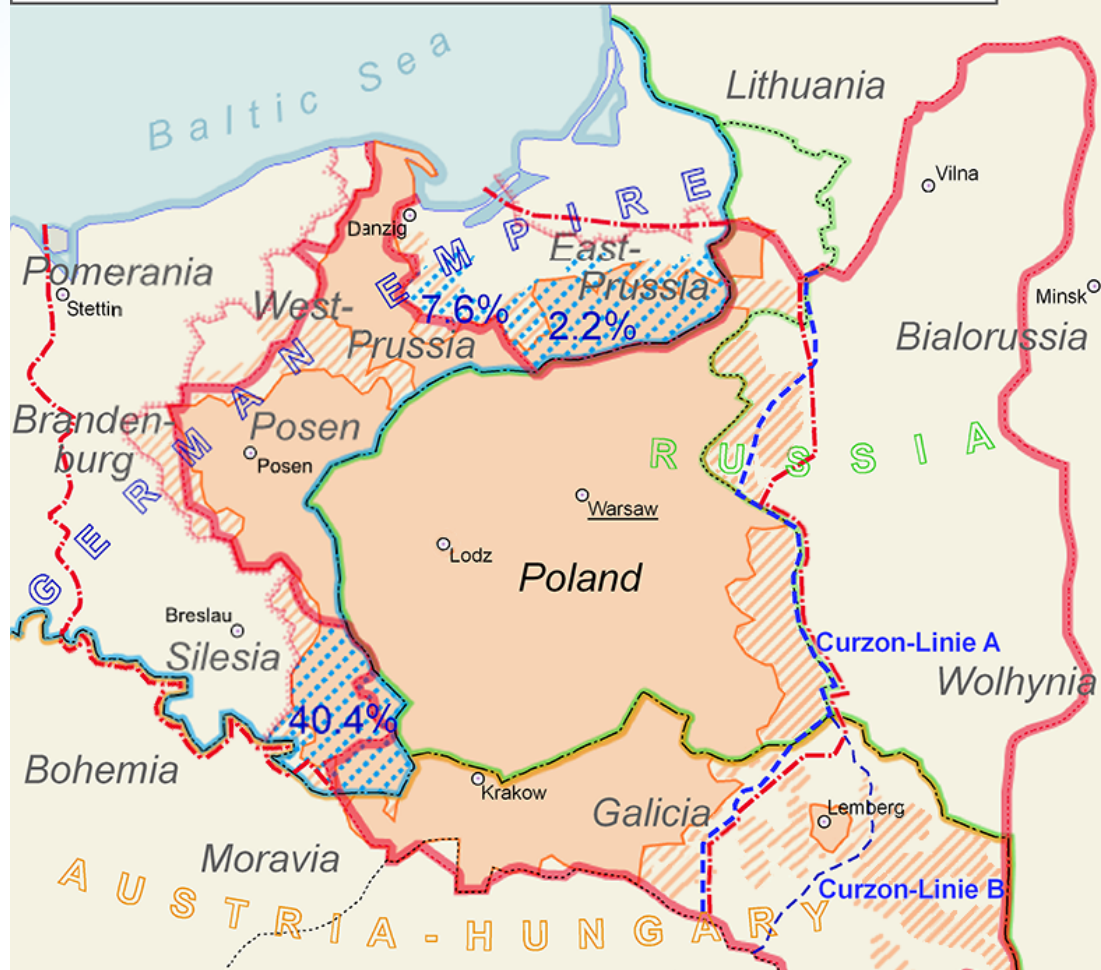 Baltic Sea
Lithuania
Vilna
Danzig
GERMAN EMPIRE
East-
Prussia
Pomerania
Stettin
West-
Prussia
7.6%
2.2%
Minsk
Bialorussia
Branden-
burg
Posen
Posen
RUSSIA
Warsaw
Lodz
Poland
Breslau
Silesia
Curzon-Linie A
Wolhynia
40.4%
Bohemia
Krakow
Galicia
Lemberg
Moravia
Curzon-Linie B
AUSTRIA-HUNGARY